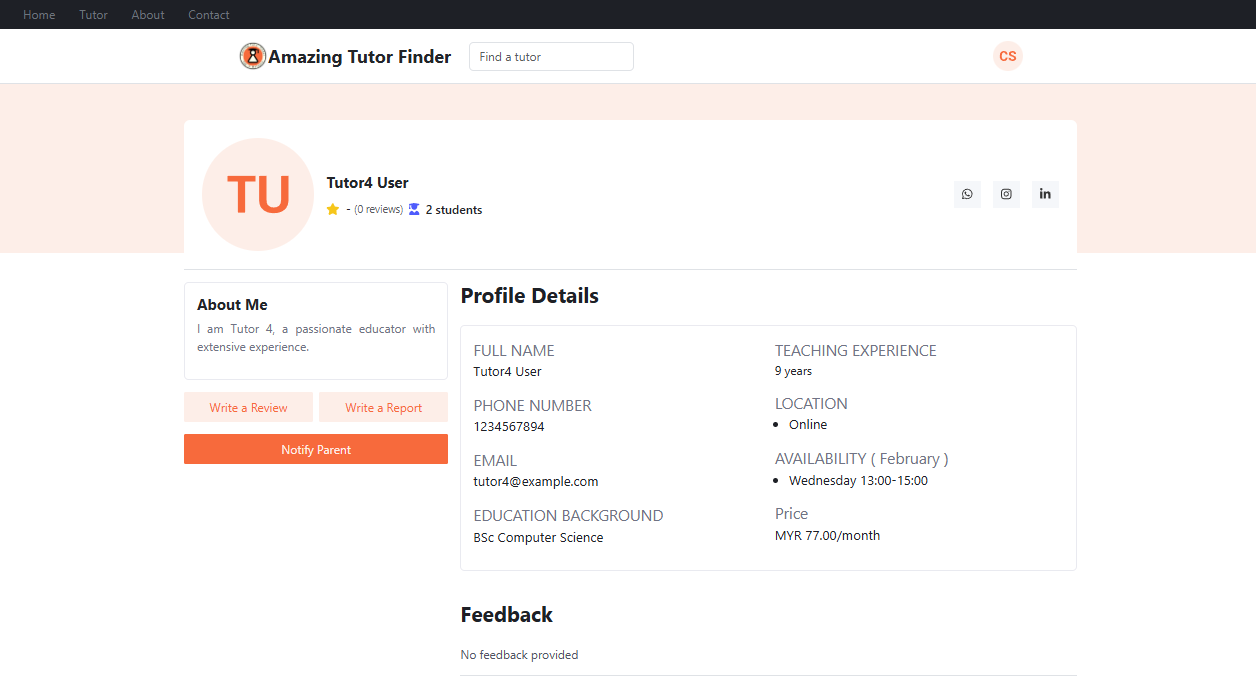 Home Tutor About Contact
Amazing Tutor Finder Find a tutor CS
TU
Tutor4 User
- (0 reviews) 2 students
About Me
I am Tutor 4, a passionate educator with
extensive experience.
Write a Review Write a Report
Notify Parent
Profile Details
FULL NAME
Tutor4 User
PHONE NUMBER
1234567894
EMAIL
tutor4@example.com
EDUCATION BACKGROUND
BSc Computer Science
TEACHING EXPERIENCE
9 years
LOCATION
• Online
AVAILABILITY ( February )
• Wednesday 13:00-15:00
Price
MYR 77.00/month
Feedback
No feedback provided